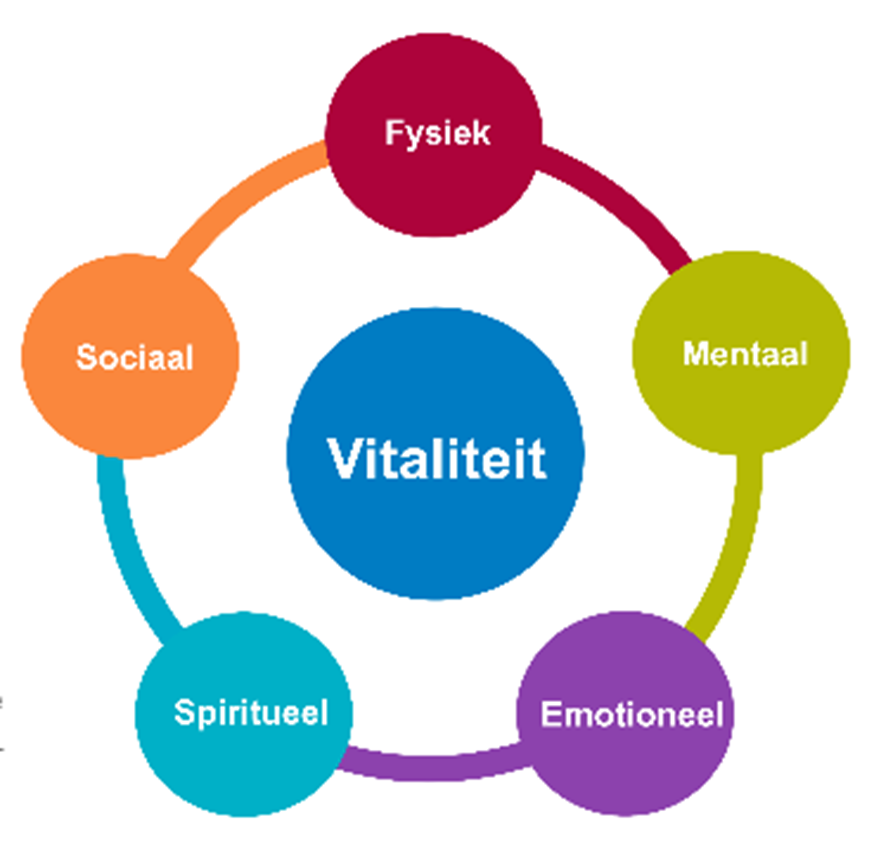 Fysiek
Mentaal
Sociaal
Vitaliteit
Spiritueel
Emotioneel